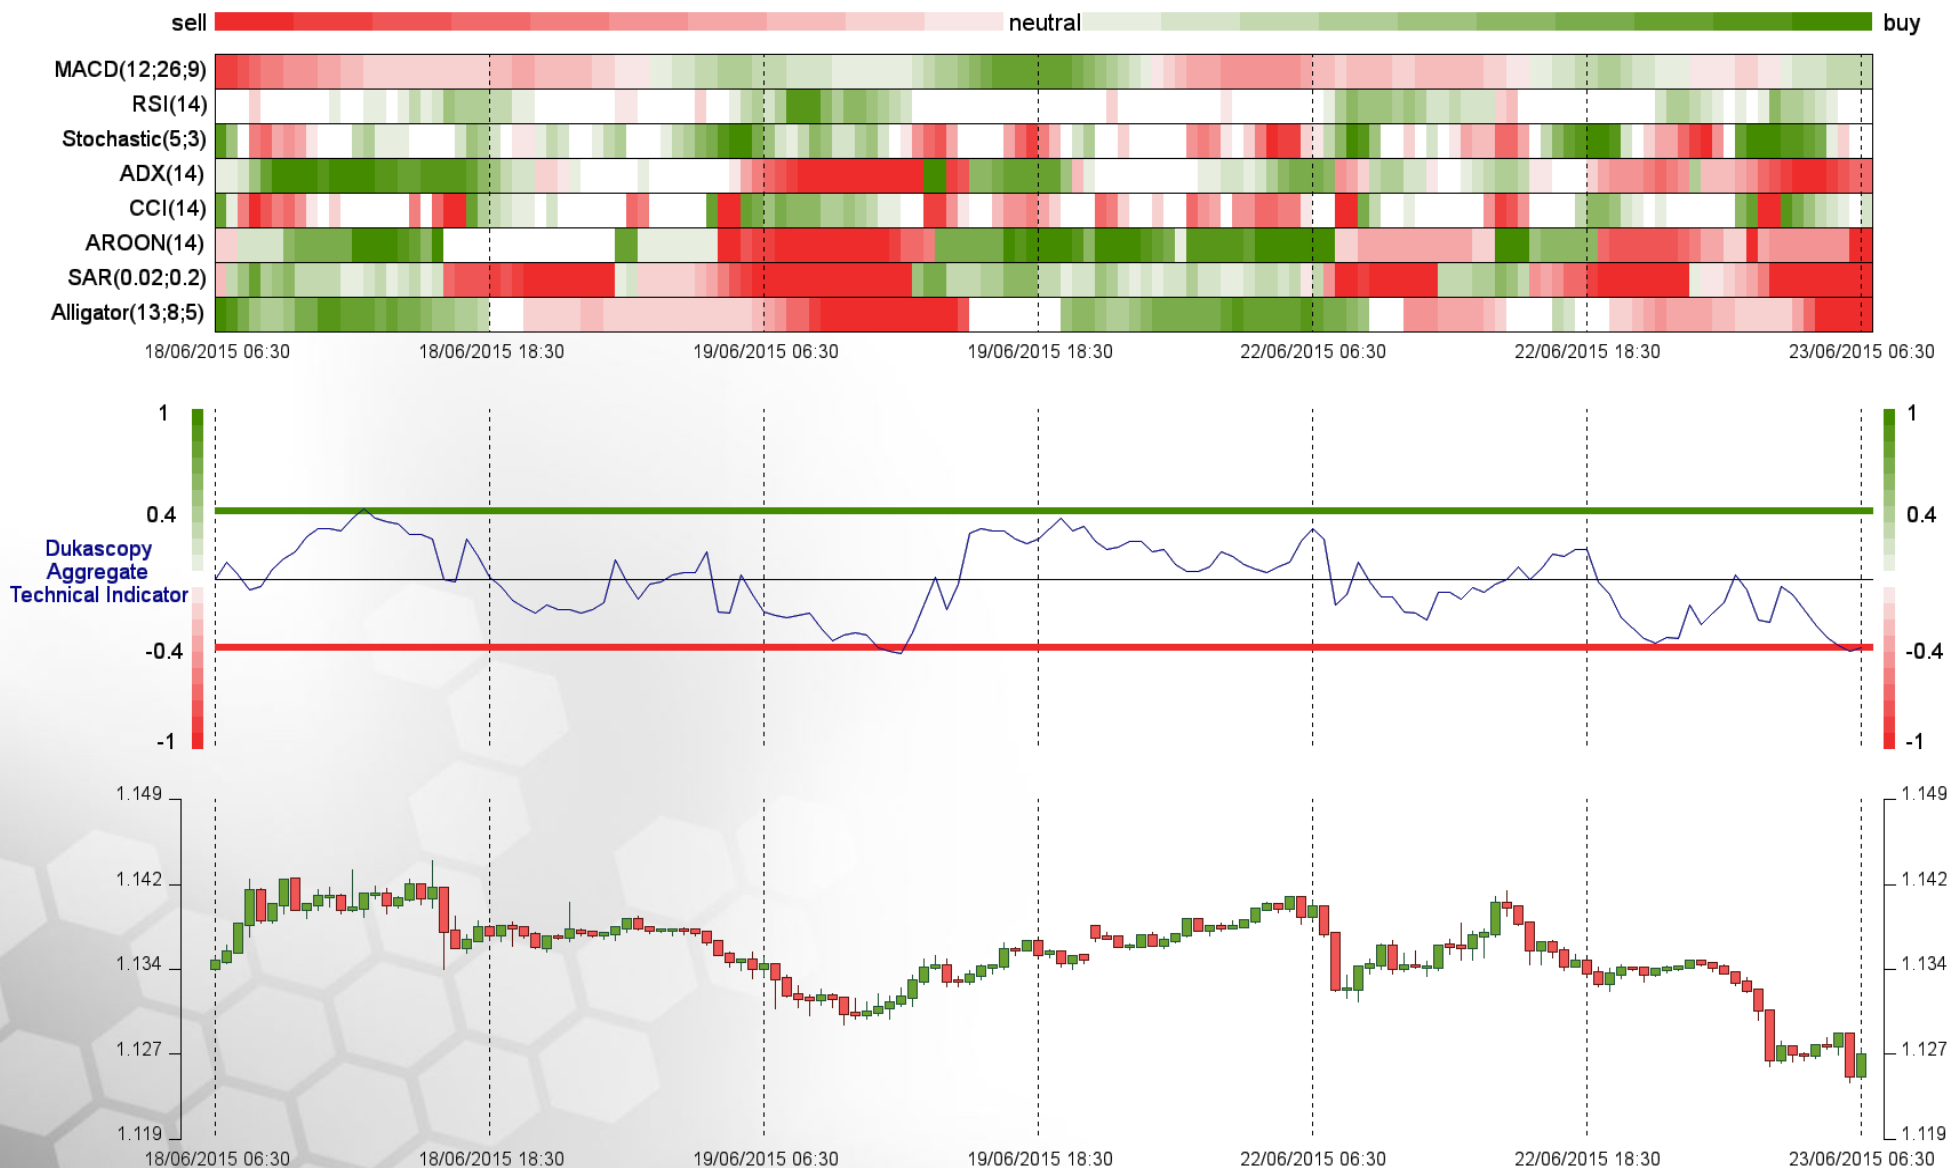 sell neutral buy
MACD(12;26;9)
RSI(14)
Stochastic(5;3)
ADX(14)
CCI(14)
AROON(14)
SAR(0.02;0.2)
Alligator(13;8;5)
18/06/2015 06:30 18/06/2015 18:30 19/06/2015 06:30 19/06/2015 18:30 22/06/2015 06:30 22/06/2015 18:30 23/06/2015 06:30
1 1
0.4 0.4
Dukascopy
Aggregate
Technical Indicator
-0.4 -0.4
-1 -1
1.149 1.149
1.142 1.142
1.134 1.134
1.127 1.127
1.119 1.119
18/06/2015 06:30 18/06/2015 18:30 19/06/2015 06:30 19/06/2015 18:30 22/06/2015 06:30 22/06/2015 18:30 23/06/2015 06:30